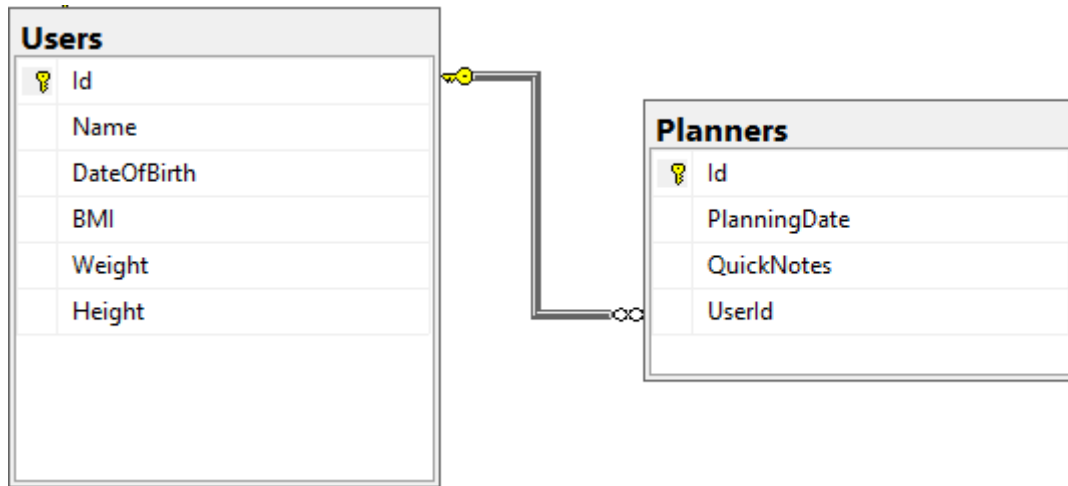 Users
Id
Name
DateOfBirth
BMI
Weight
Height
Planners
Id
PlanningDate
QuickNotes
UserId